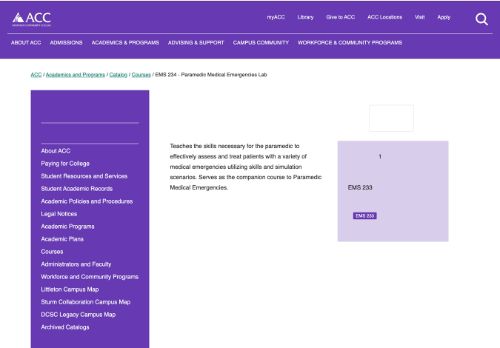 ACC
myACC Library Give to ACC ACC Locations Visit Apply
ABOUT ACC ADMISSIONS ACADEMICS & PROGRAMS ADVISING & SUPPORT CAMPUS COMMUNITY WORKFORCE & COMMUNITY PROGRAMS
ACC / Academics and Programs / Catalog / Courses / EMS 234 - Paramedic Medical Emergencies Lab
About ACC
Paying for College
Student Resources and Services
Student Academic Records
Academic Policies and Procedures
Legal Notices
Academic Programs
Academic Plans
Courses
Administrators and Faculty
Workforce and Community Programs
Littleton Campus Map
Sturm Collaboration Campus Map
DCSC Legacy Campus Map
Archived Catalogs
Teaches the skills necessary for the paramedic to
effectively assess and treat patients with a variety of
medical emergencies utilizing skills and simulation
scenarios. Serves as the companion course to Paramedic
Medical Emergencies.
1
EMS 233
EMS 233